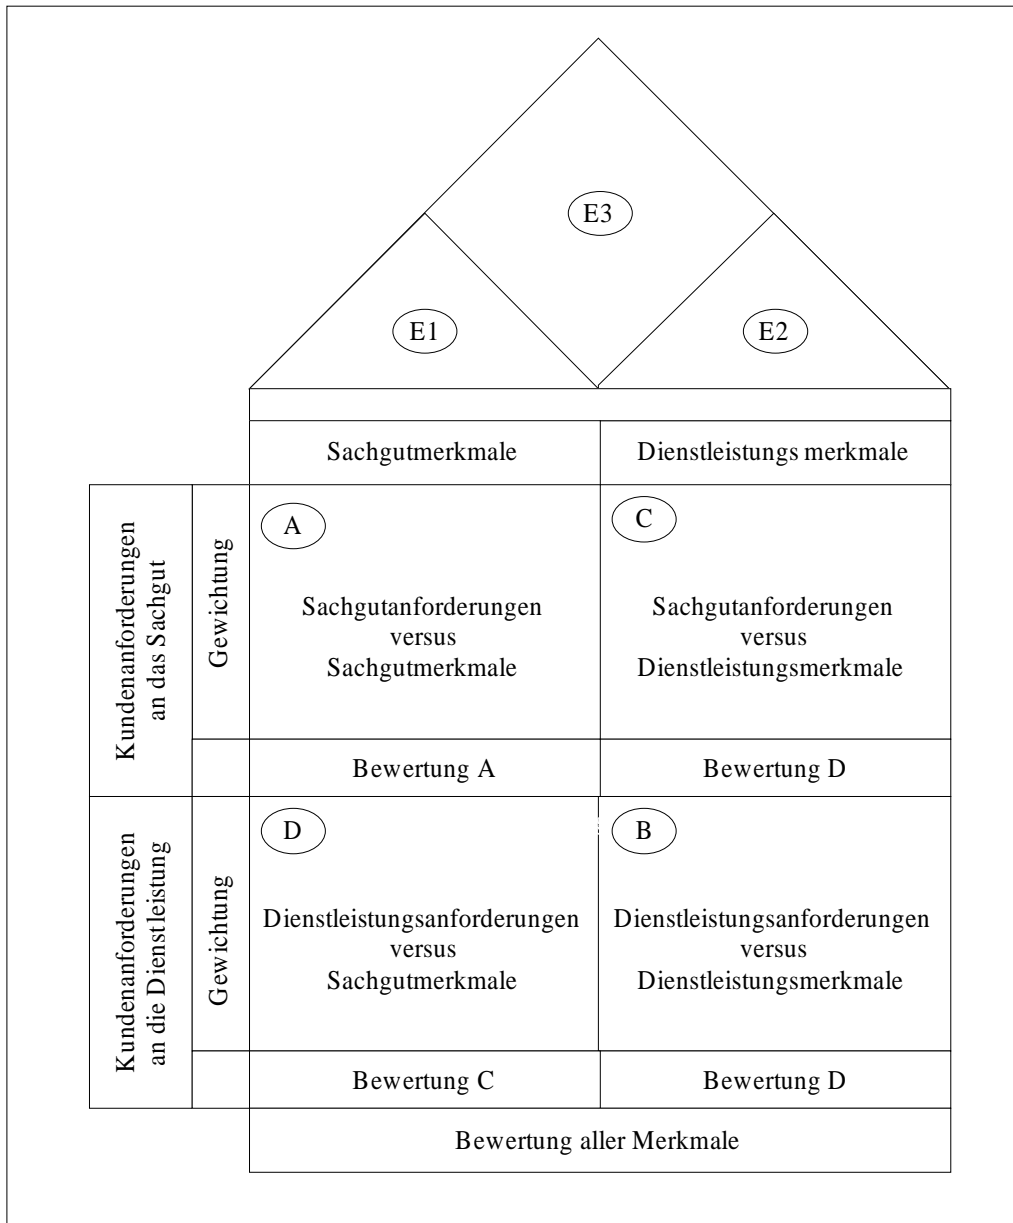 E3
E1
E2
Sachgutmerkmale
Dienstleistungs merkmale
Kundenanforderungen
an das Sachgut
Gewichtung
A
Sachgutanforderungen
versus
Sachgutmerkmale
C
Sachgutanforderungen
versus
Dienstleistungsmerkmale
Bewertung A
Bewertung D
Kundenanforderungen
an die Dienstleistung
Gewichtung
D
Dienstleistungsanforderungen
versus
Sachgutmerkmale
B
Dienstleistungsanforderungen
versus
Dienstleistungsmerkmale
Bewertung C
Bewertung D
Bewertung aller Merkmale